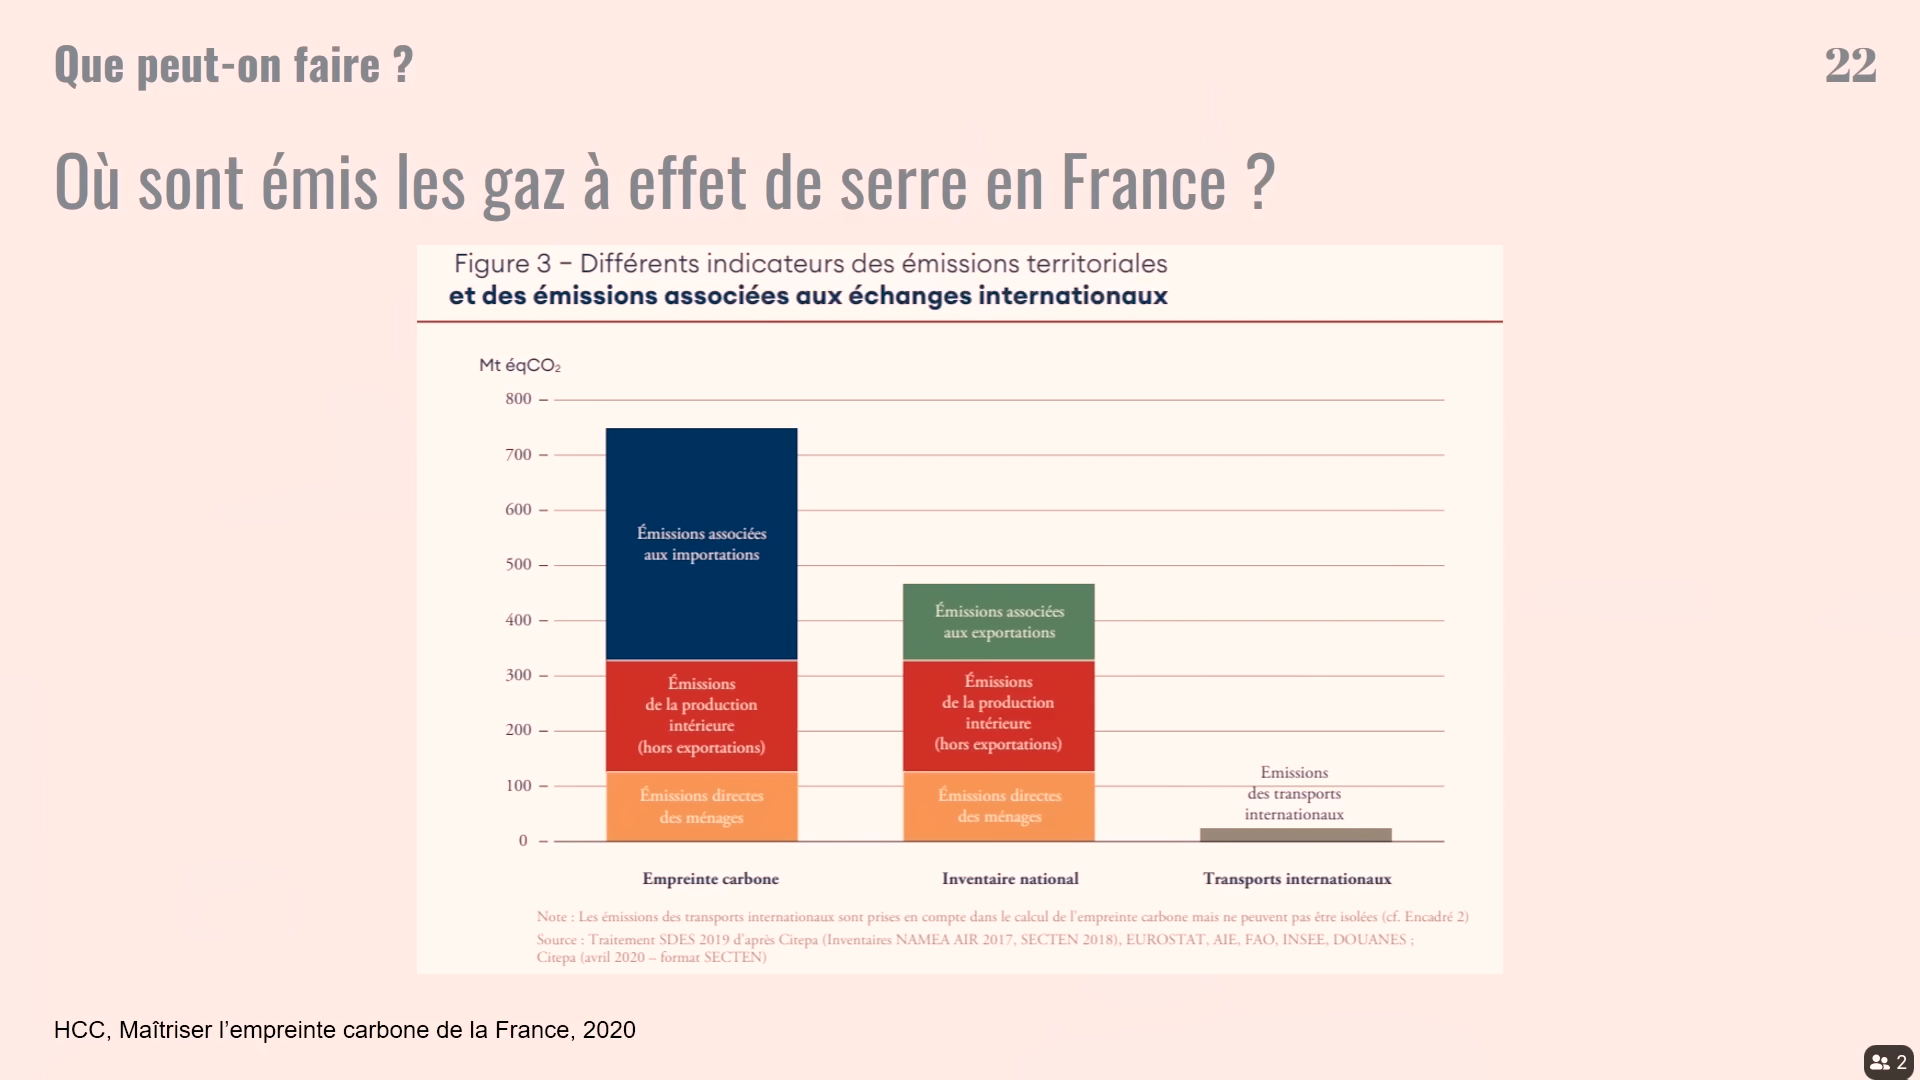 Que peut-on faire ?
22
Où sont émis les gaz à effet de serre en France ?
Figure 3 – Différents indicateurs des émissions territoriales
et des émissions associées aux échanges internationaux
Mt éqCO₂
800
700
600
500
400
300
200
100
0
Émissions associées
aux importations
Émissions
de la production
intérieure
(hors exportations)
Émissions directes
des ménages
Émissions associées
aux exportations
Émissions
de la production
intérieure
(hors exportations)
Émissions directes
des ménages
Emissions
des transports
internationaux
Empreinte carbone
Inventaire national
Transports internationaux
Note : Les émissions des transports internationaux sont prises en compte dans le calcul de l'empreinte carbone mais ne peuvent pas être isolées (cf. Encadré 2)
Source : Traitement SDES 2019 d'après Citepa (Inventaires NAMEA AIR 2017, SECTEN 2018), EUROSTAT, AIE, FAO, INSEE, DOUANES ;
Citepa (avril 2020 – format SECTEN)
HCC, Maîtriser l’empreinte carbone de la France, 2020
2